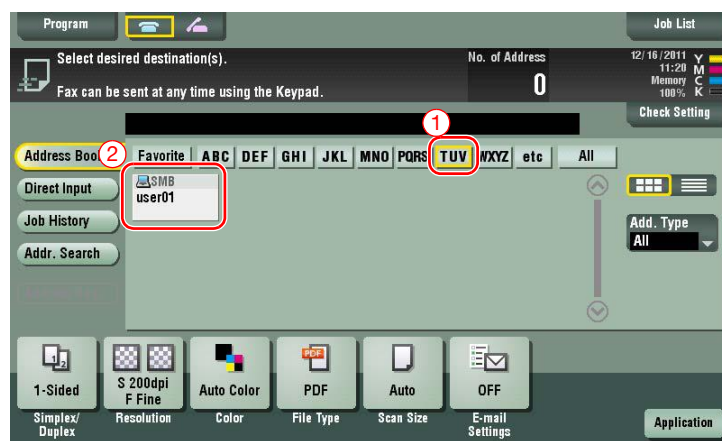 Program
Job List
Select desired destination(s).
No. of Address
12/16/2011
11:20
Memory
100%
Y
M
C
K
Fax can be sent at any time using the Keypad.
0
Check Setting
1
Address Boo
2
Favorite
ABC
DEF
GHI
JKL
MNO
PQRS
TUV
WXYZ
etc
All
Direct Input
SMB
user01
Job History
Add. Type
All
Addr. Search
1-Sided
S 200dpi
F Fine
Auto Color
PDF
PDF
Auto
OFF
Simplex/
Duplex
Resolution
Color
File Type
Scan Size
E-mail
Settings
Application